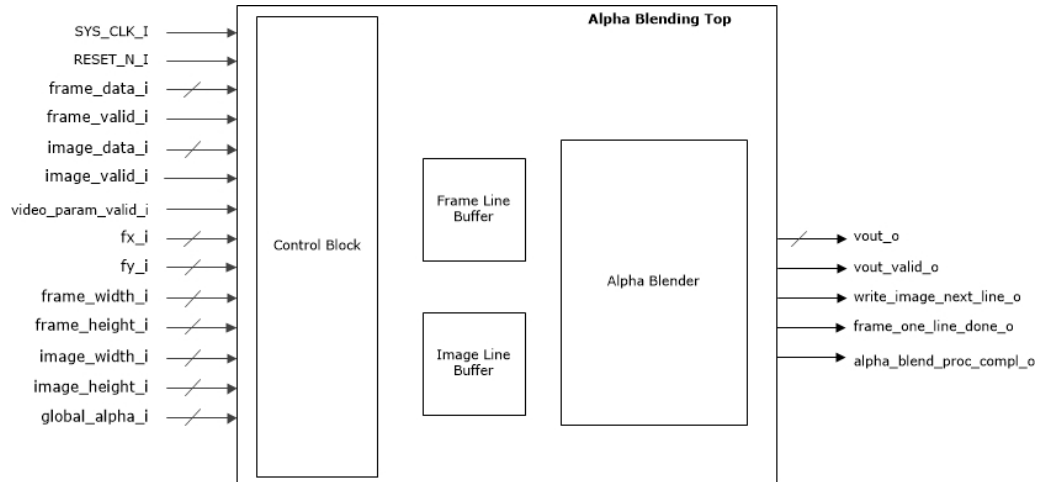 Alpha Blending Top
SYS_CLK_I
RESET_N_I
frame_data_i
frame_valid_i
image_data_i
image_valid_i
video_param_valid_i
fx_i
fy_i
frame_width_i
frame_height_i
image_width_i
image_height_i
global_alpha_i
Control Block
Frame Line
Buffer
Image Line
Buffer
Alpha Blender
vout_o
vout_valid_o
write_image_next_line_o
frame_one_line_done_o
alpha_blend_proc_compl_o